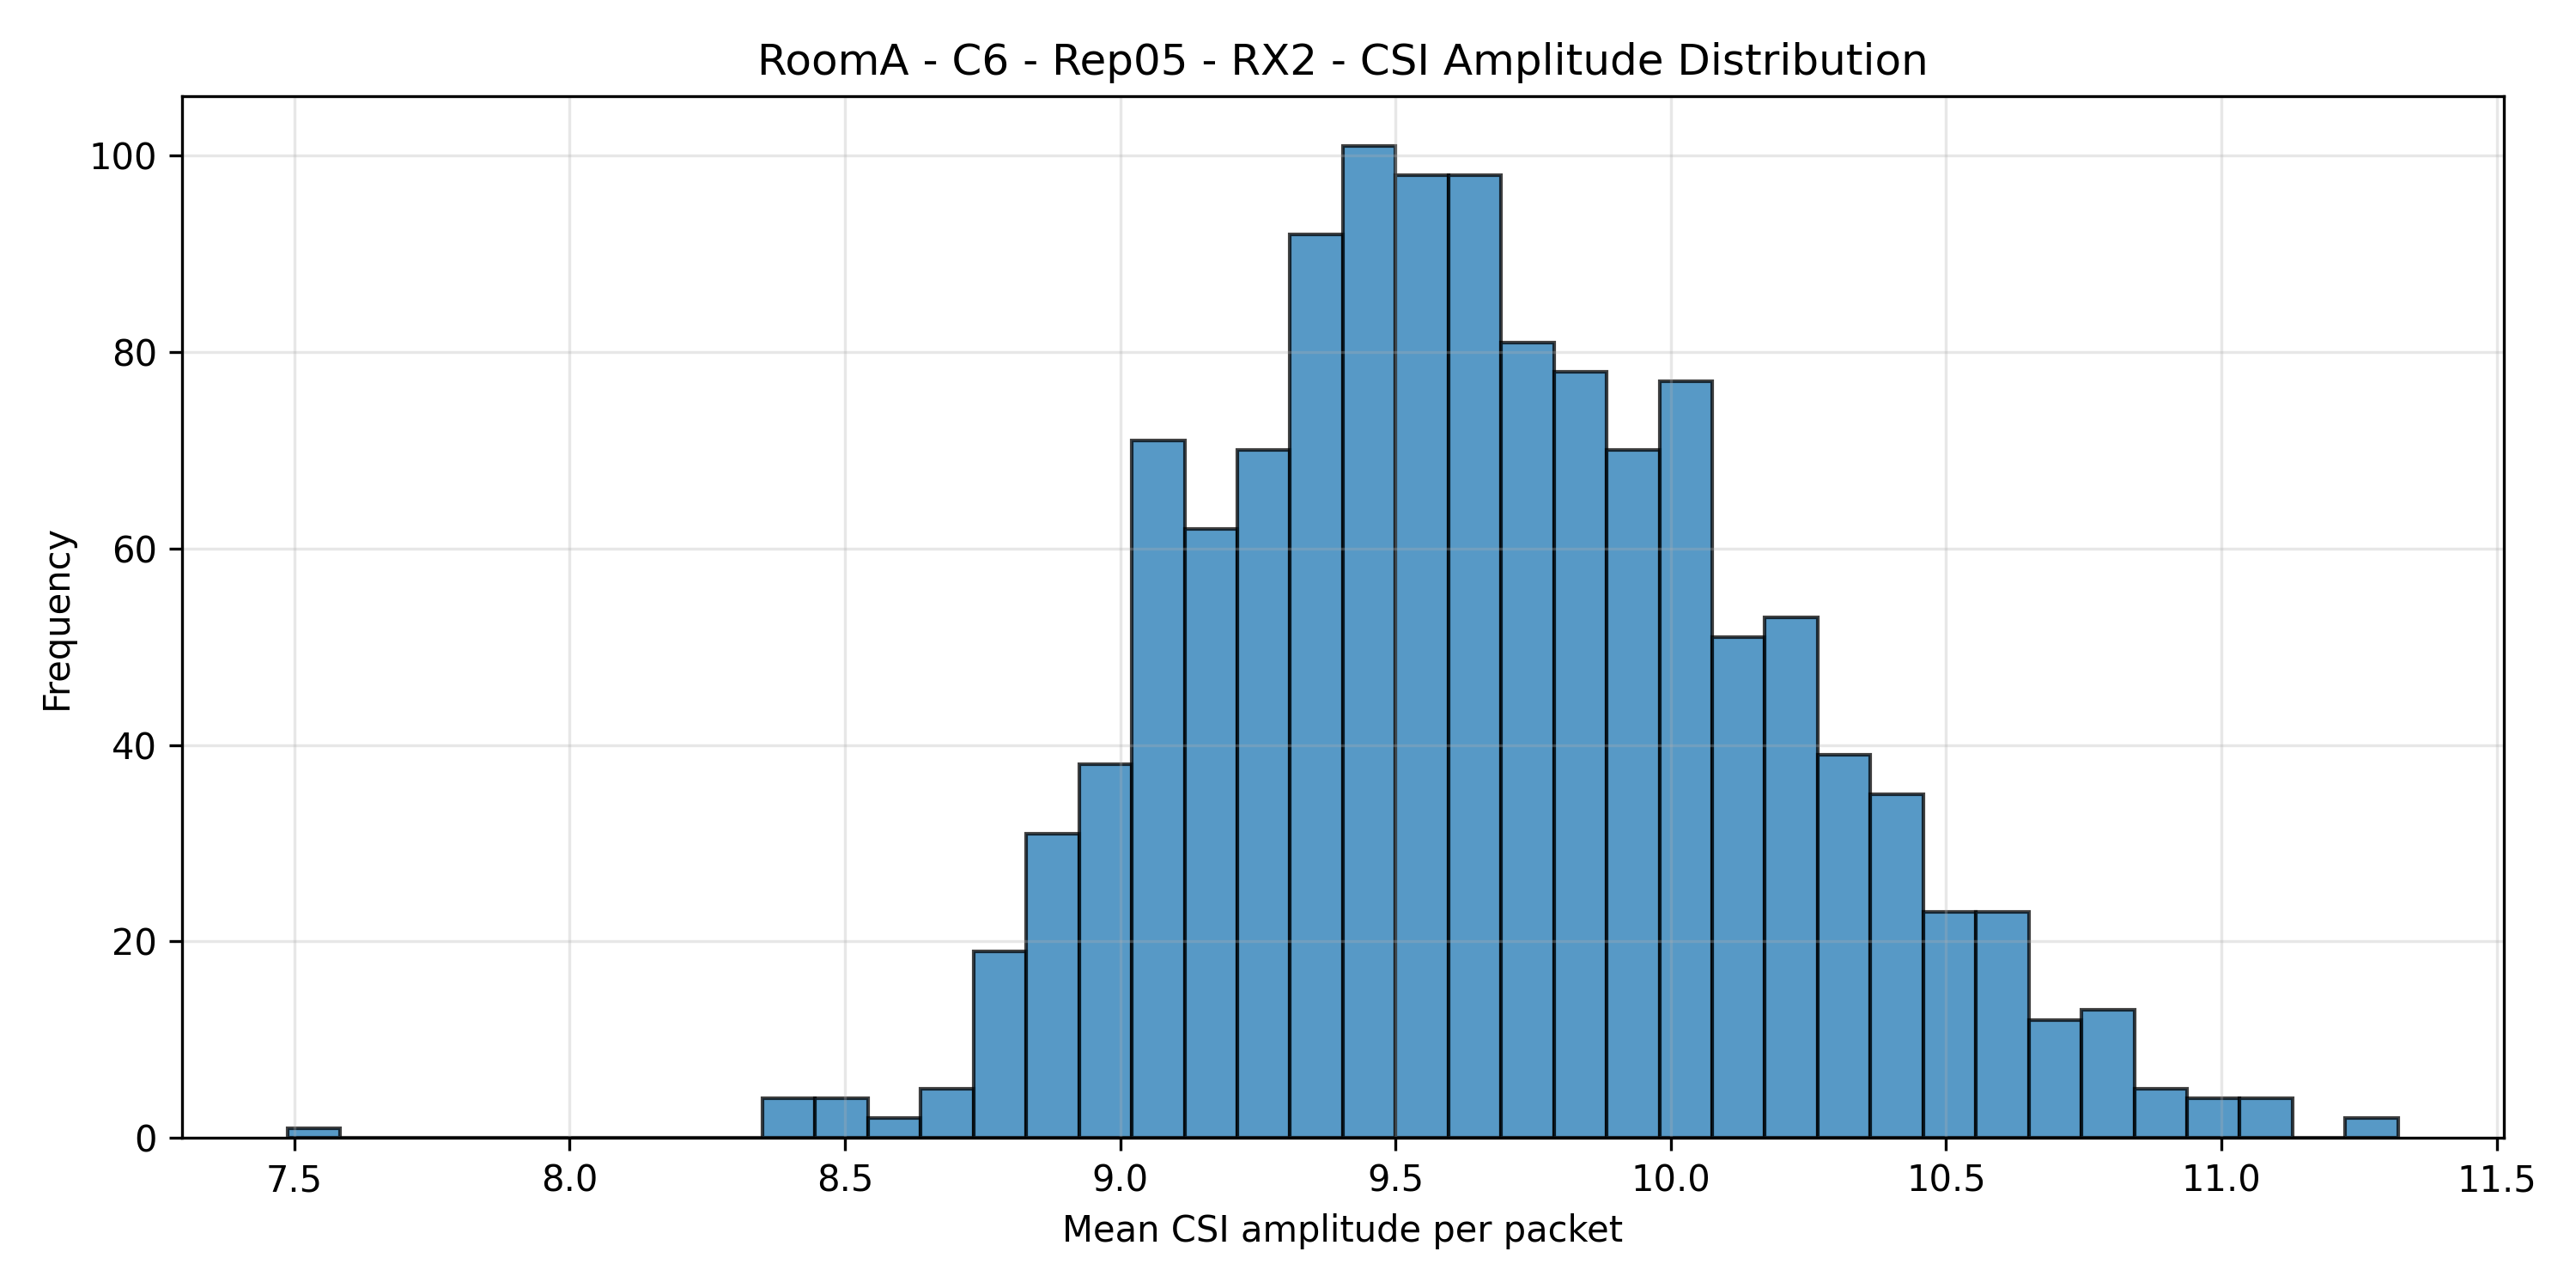 RoomA - C6 - Rep05 - RX2 - CSI Amplitude Distribution
Frequency
100
80
60
40
20
0
7.5 8.0 8.5 9.0 9.5 10.0 10.5 11.0 11.5
Mean CSI amplitude per packet